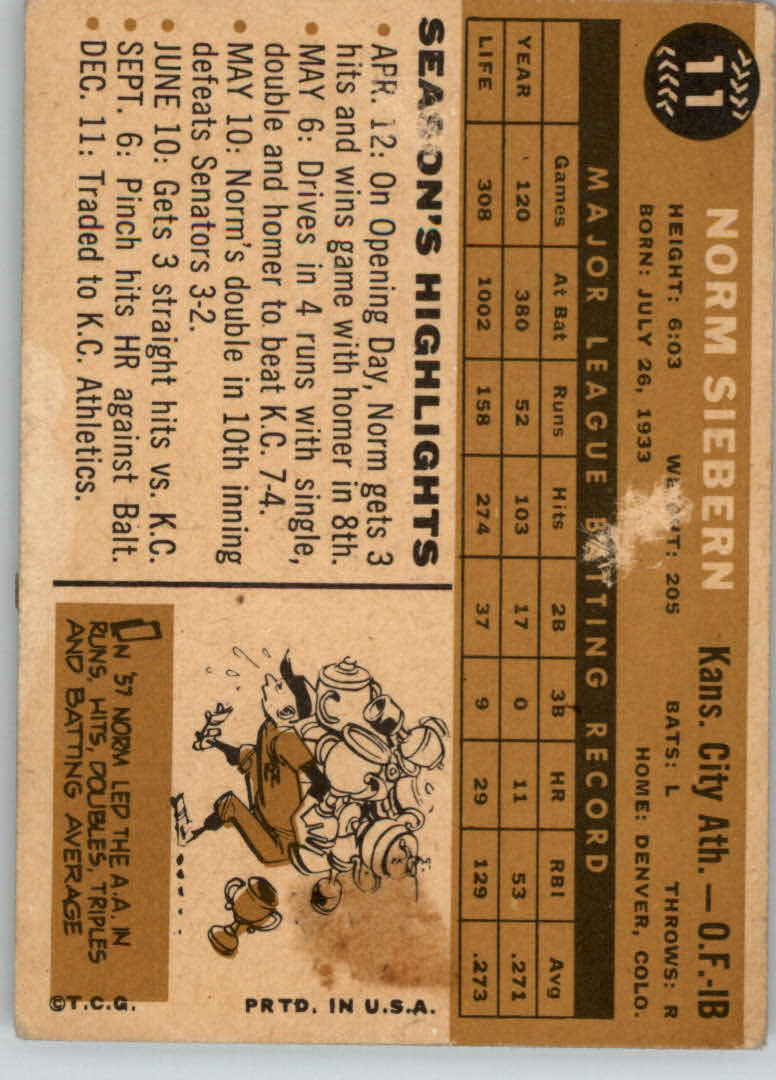 11
NORM SIEBERN Kans. City Ath. — O.F.-1B
HEIGHT: 6:03 WEIGHT: 205 BATS: L THROWS: R
BORN: JULY 26, 1933 HOME: DENVER, COLO.
MAJOR LEAGUE BATTING RECORD
Games At Bat Runs Hits 2B 3B HR RBI Avg
YEAR 120 380 52 103 17 0 11 53 .271
LIFE 308 1002 158 274 37 9 29 129 .273
SEASON'S HIGHLIGHTS
• APR. 12: On Opening Day, Norm gets 3
hits and wins game with homer in 8th.
• MAY 6: Drives in 4 runs with single,
double and homer to beat K.C. 7-4.
• MAY 10: Norm's double in 10th inning
defeats Senators 3-2.
• JUNE 10: Gets 3 straight hits vs. K.C.
• SEPT. 6: Pinch hits HR against Balt.
• DEC. 11: Traded to K.C. Athletics.
IN '57 NORM LED THE A.A. IN
RUNS, HITS, DOUBLES, TRIPLES
AND BATTING AVERAGE
PRTD. IN U.S.A.
©T.C.G.